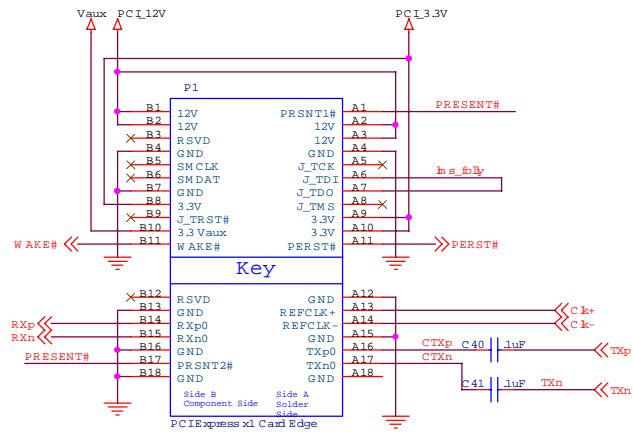 Vaux PCI_12V PCI_3.3V
P1
B1 12V PRSNT1# A1 PRESENT#
B2 12V 12V A2
B3 RSVD 12V A3
B4 GND GND A4
B5 SMCLK J_TCK A5
B6 SMDAT J_TDI A6 lms_folly
B7 GND J_TDO A7
B8 3.3V J_TMS A8
B9 J_TRST# 3.3V A9
B10 3.3 Vaux 3.3V A10
WAKE# B11 WAKE# PERST# A11 PERST#
Key
B12 RSVD GND A12
B13 GND REFCLK+ A13 Clk+
RXp B14 RXp0 REFCLK- A14 Clk-
RXn B15 RXn0 GND A15
B16 GND TXp0 A16 CTXp C40 .1uF TXp
PRESENT# B17 PRSNT2# TXn0 A17 CTXn
B18 GND GND A18
C41 .1uF TXn TXn
Side B Side A
Component Side Solder
Side
PCIExpress x1 Card Edge